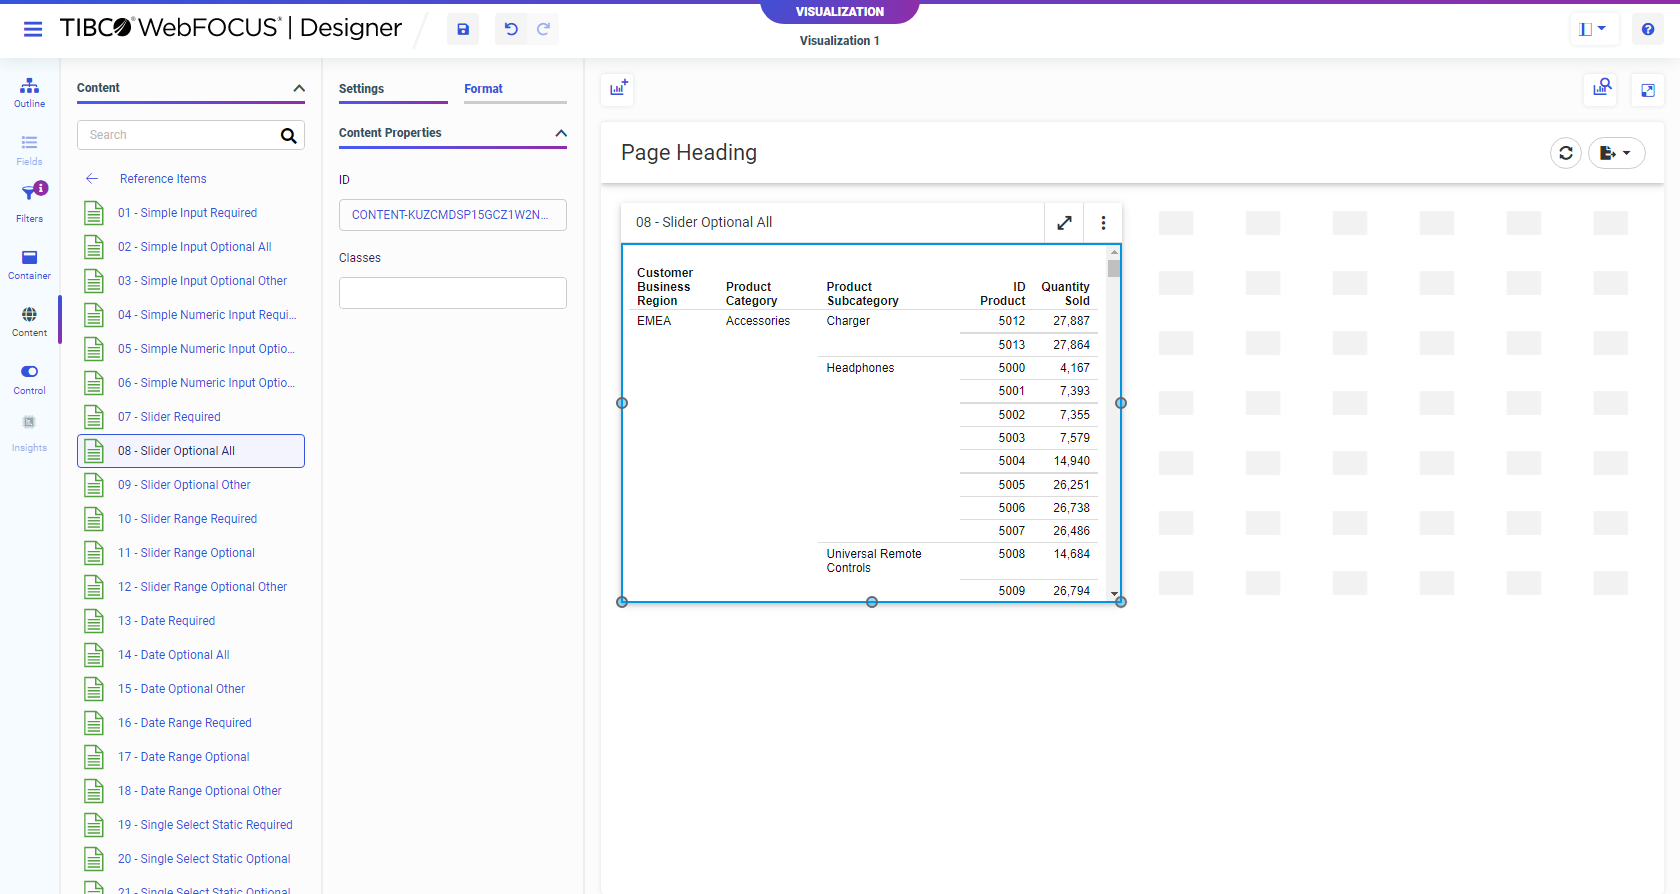 VISUALIZATION
TIBCO® WebFOCUS® | Designer
Visualization 1
Outline
Fields
Filters
Container
Content
Control
Insights
Content
Search
Reference Items
01 - Simple Input Required
02 - Simple Input Optional All
03 - Simple Input Optional Other
04 - Simple Numeric Input Requi...
05 - Simple Numeric Input Optio...
06 - Simple Numeric Input Optio...
07 - Slider Required
08 - Slider Optional All
09 - Slider Optional Other
10 - Slider Range Required
11 - Slider Range Optional
12 - Slider Range Optional Other
13 - Date Required
14 - Date Optional All
15 - Date Optional Other
16 - Date Range Required
17 - Date Range Optional
18 - Date Range Optional Other
19 - Single Select Static Required
20 - Single Select Static Optional
21 - Single Select Static Optional
Settings Format
Content Properties
ID
CONTENT-KUZCMDSP15GCZ1W2N...
Classes
Page Heading
08 - Slider Optional All
Customer
Business Product Product ID Quantity
Region Category Subcategory Product Sold
EMEA Accessories Charger 5012 27,887
5013 27,864
Headphones 5000 4,167
5001 7,393
5002 7,355
5003 7,579
5004 14,940
5005 26,251
5006 26,738
5007 26,486
Universal Remote 5008 14,684
Controls
5009 26,794